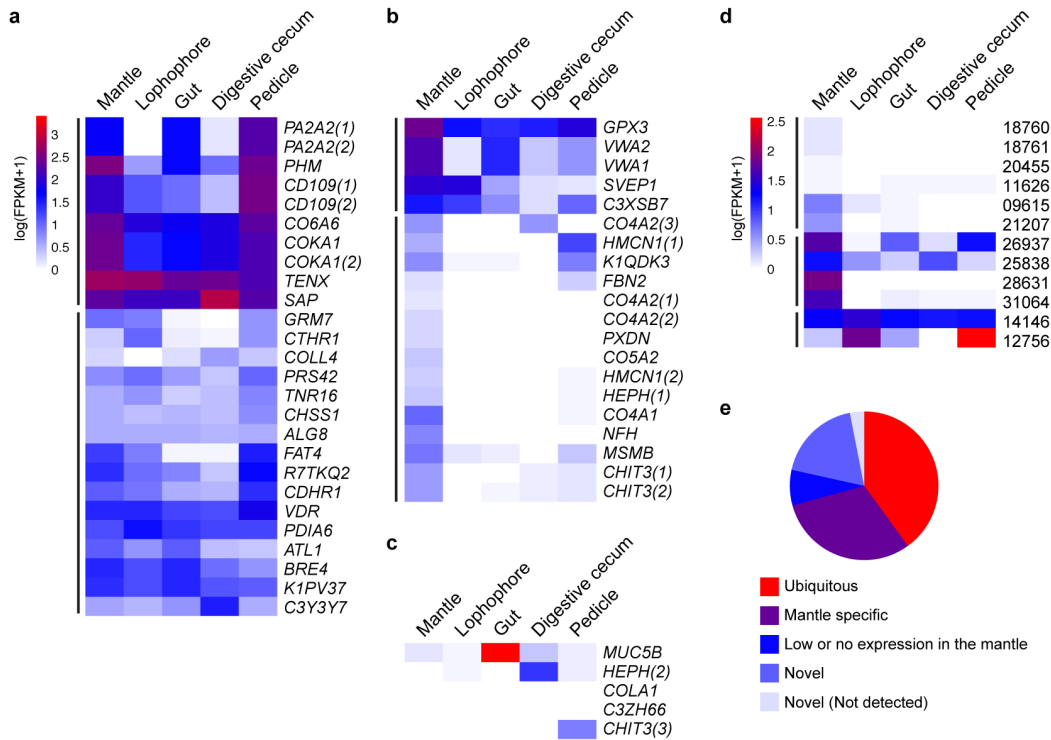 a
Mantle
Lophophore
Gut
Digestive cecum
Pedicle
log(FPKM+1)
3
2.5
2
1.5
1
0.5
0
PA2A2(1)
PA2A2(2)
PHM
CD109(1)
CD109(2)
CO6A6
COKA1
COKA1(2)
TENX
SAP
GRM7
CTHR1
COLL4
PRS42
TNR16
CHSS1
ALG8
FAT4
R7TKQ2
CDHR1
VDR
PDIA6
ATL1
BRE4
K1PV37
C3Y3Y7
b
Mantle
Lophophore
Gut
Digestive cecum
Pedicle
GPX3
VWA2
VWA1
SVEP1
C3XSB7
CO4A2(3)
HMCN1(1)
K1QDK3
FBN2
CO4A2(1)
CO4A2(2)
PXDN
CO5A2
HMCN1(2)
HEPH(1)
CO4A1
NFH
MSMB
CHIT3(1)
CHIT3(2)
c
Mantle
Lophophore
Gut
Digestive cecum
Pedicle
MUC5B
HEPH(2)
COLA1
C3ZH66
CHIT3(3)
d
Mantle
Lophophore
Gut
Digestive cecum
Pedicle
log(FPKM+1)
2.5
2.0
1.5
1.0
0.5
0
18760
18761
20455
11626
09615
21207
26937
25838
28631
31064
14146
12756
e
Ubiquitous
Mantle specific
Low or no expression in the mantle
Novel
Novel (Not detected)